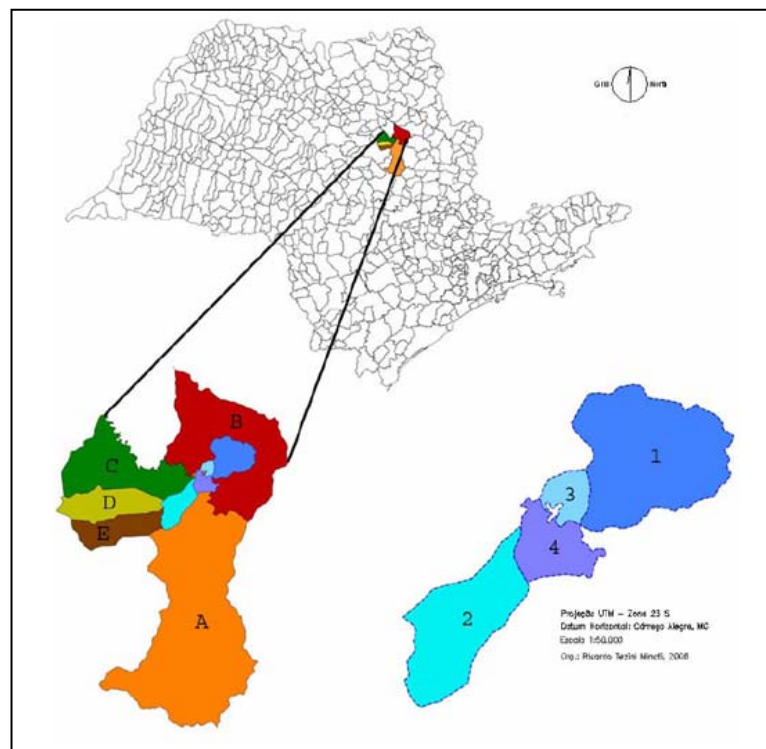 Grid
Norte
B
C
D
E
A
1
3
4
2
Projeção UTM – Zona 23 S
Datum Horizontal: Córrego Alegre, MG
Escala 1:50.000
Org.: Ricardo Tezini Minoti, 2006